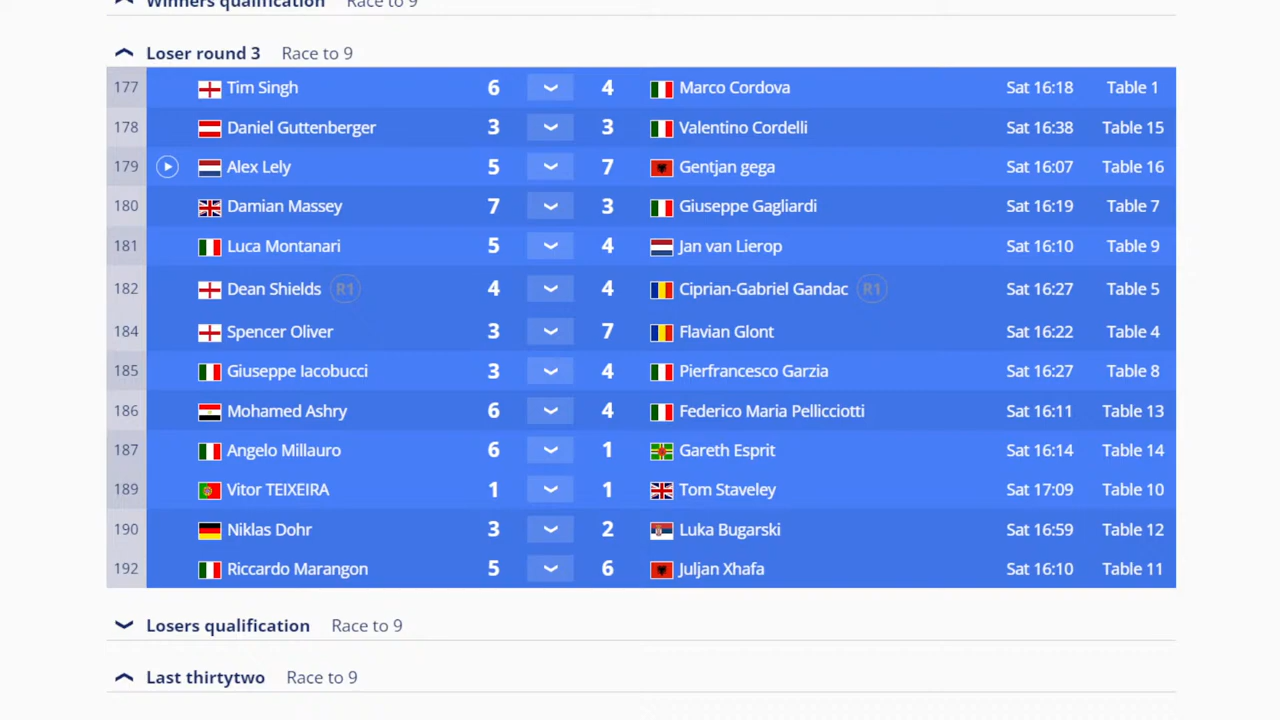 Winners qualification Race to 9
Loser round 3 Race to 9
177 Tim Singh 6 4 Marco Cordova Sat 16:18 Table 1
178 Daniel Guttenberger 3 3 Valentino Cordelli Sat 16:38 Table 15
179 Alex Lely 5 7 Gentjan gega Sat 16:07 Table 16
180 Damian Massey 7 3 Giuseppe Gagliardi Sat 16:19 Table 7
181 Luca Montanari 5 4 Jan van Lierop Sat 16:10 Table 9
182 Dean Shields R1 4 4 Ciprian-Gabriel Gandac R1 Sat 16:27 Table 5
184 Spencer Oliver 3 7 Flavian Glont Sat 16:22 Table 4
185 Giuseppe Iacobucci 3 4 Pierfrancesco Garzia Sat 16:27 Table 8
186 Mohamed Ashry 6 4 Federico Maria Pellicciotti Sat 16:11 Table 13
187 Angelo Millauro 6 1 Gareth Esprit Sat 16:14 Table 14
189 Vitor TEIXEIRA 1 1 Tom Staveley Sat 17:09 Table 10
190 Niklas Dohr 3 2 Luka Bugarski Sat 16:59 Table 12
192 Riccardo Marangon 5 6 Juljan Xhafa Sat 16:10 Table 11
Losers qualification Race to 9
Last thirtytwo Race to 9